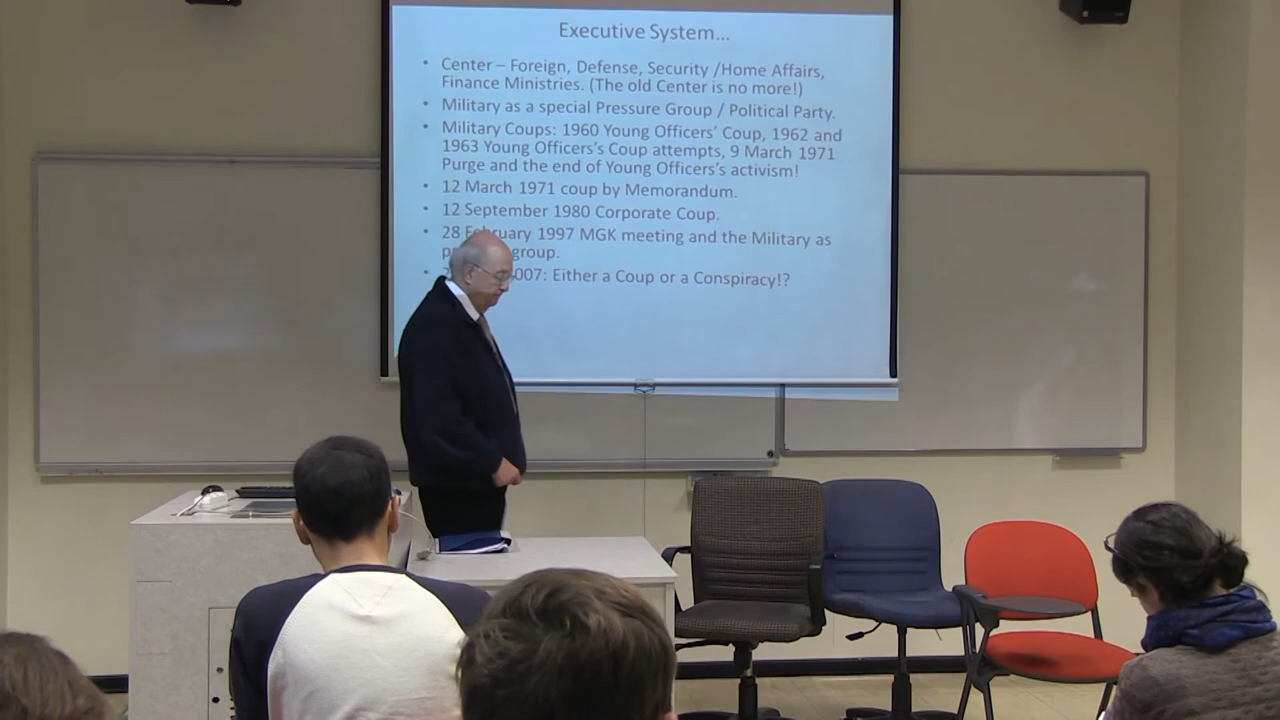 Executive System...
• Center – Foreign, Defense, Security /Home Affairs,
Finance Ministries. (The old Center is no more!)
• Military as a special Pressure Group / Political Party.
• Military Coups: 1960 Young Officers' Coup, 1962 and
1963 Young Officers's Coup attempts, 9 March 1971
Purge and the end of Young Officers's activism!
• 12 March 1971 coup by Memorandum.
• 12 September 1980 Corporate Coup.
• 28 February 1997 MGK meeting and the Military as
group.
• 007: Either a Coup or a Conspiracy!?